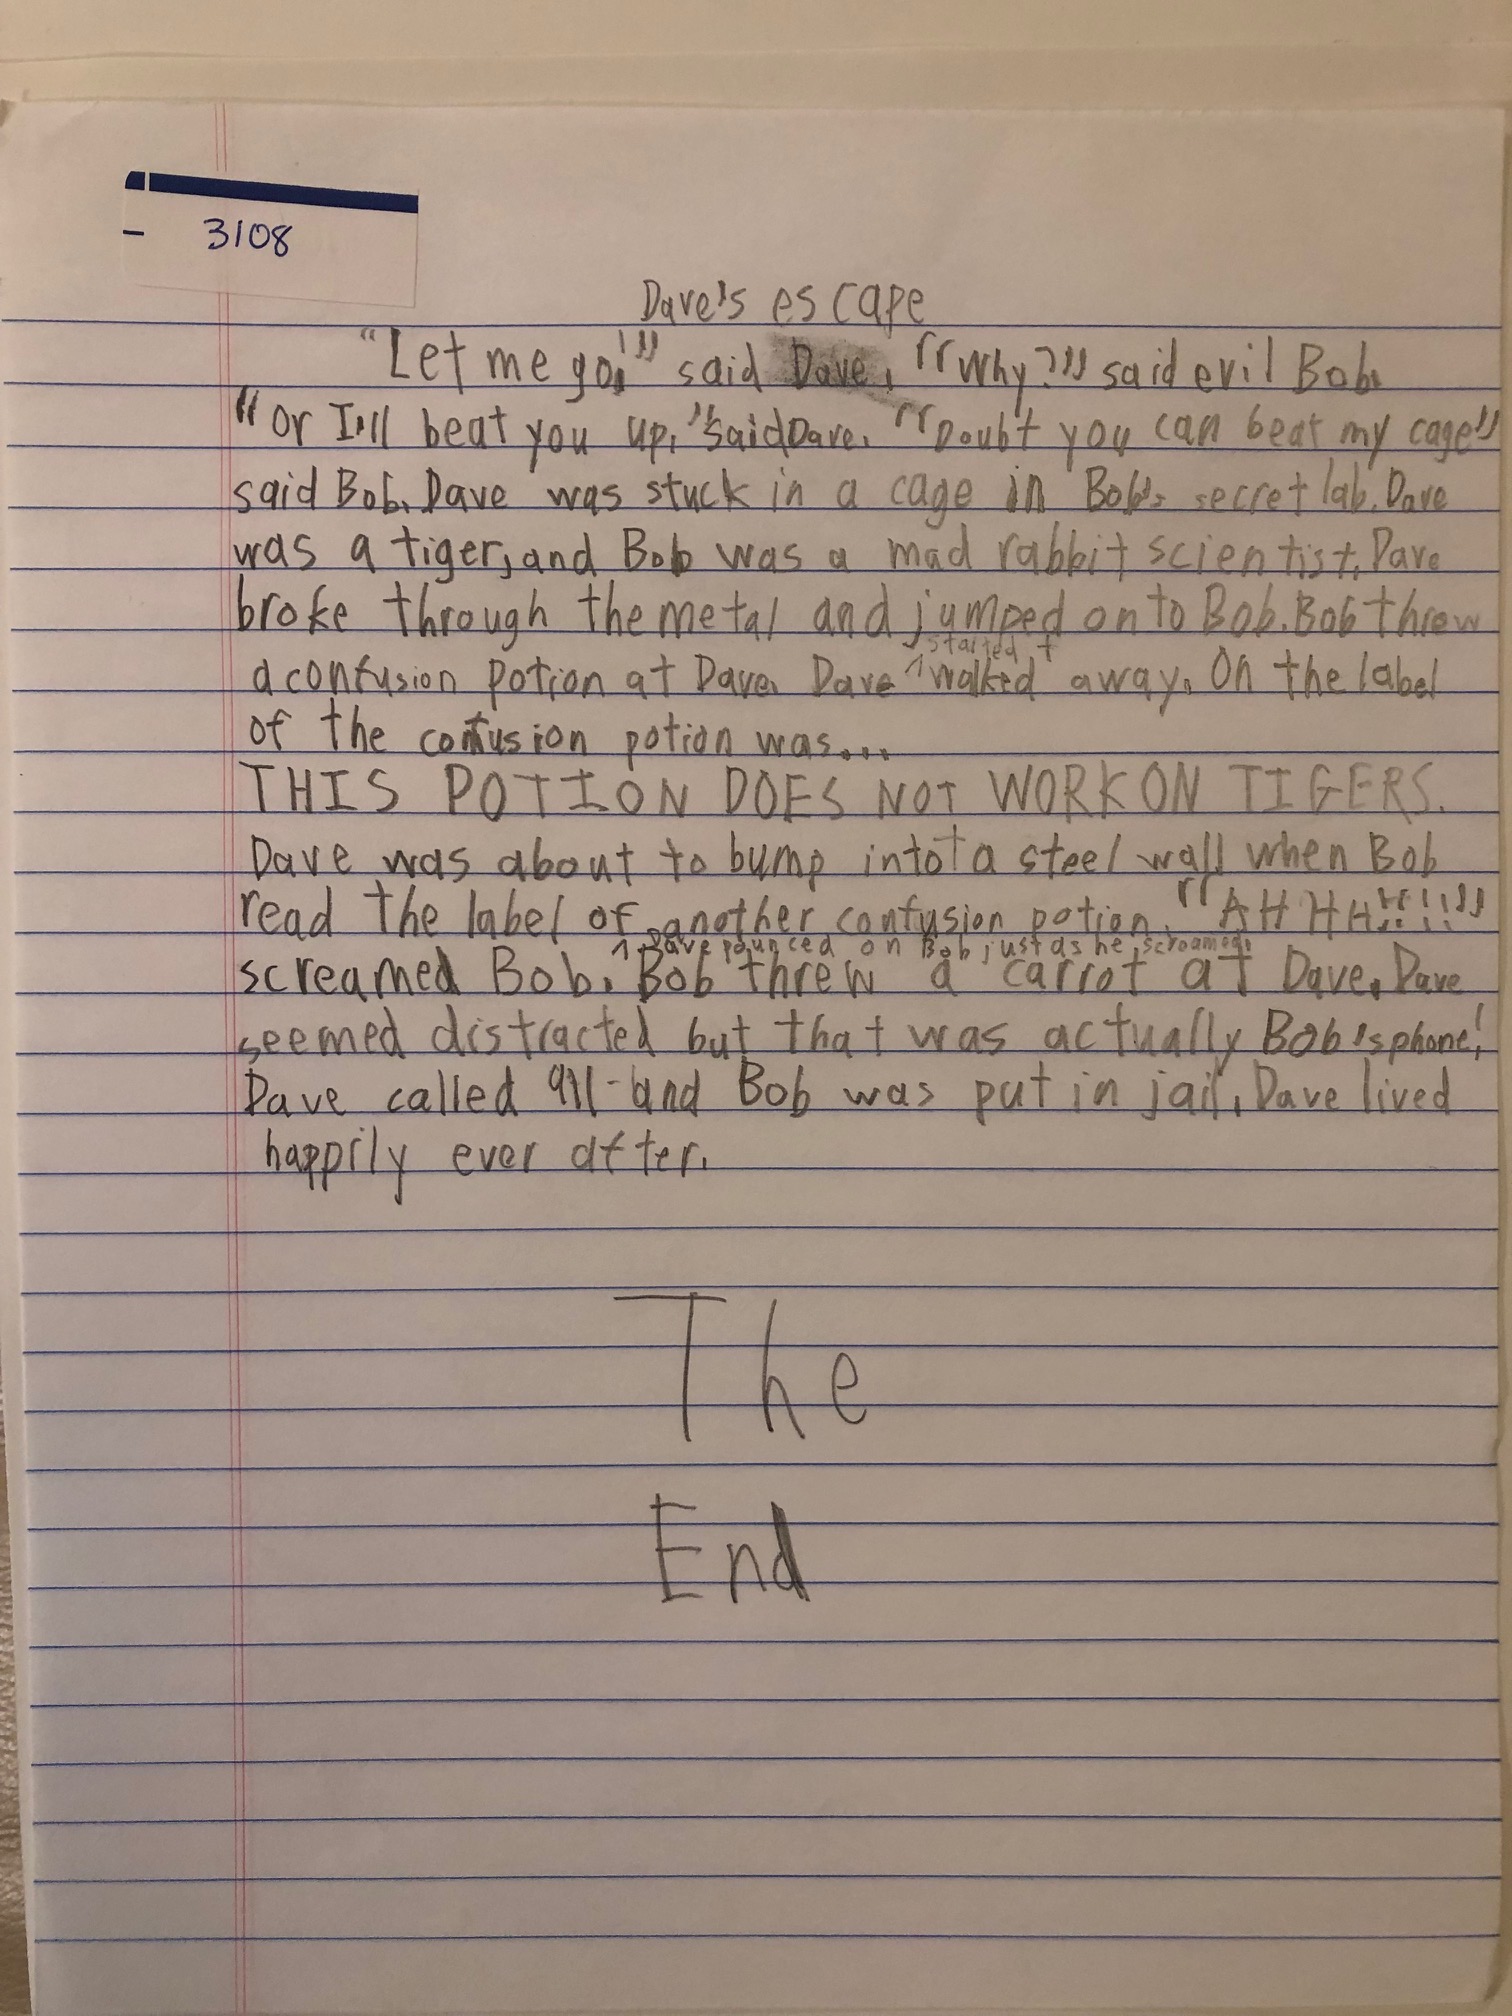 3108
Dave's escape
"Let me go!" said Dave. "Why?" said evil Bob.
"Or I'll beat you up." said Dave. "Doubt you can beat my cage"
said Bob. Dave was stuck in a cage in Bob's secret lab. Dave
was a tiger, and Bob was a mad rabbit scientist. Dave
broke through the metal and jumped onto Bob. Bob threw
started t
a confusion potion at Dave. Dave ^ walked away. On the label
of the confusion potion was...
THIS POTION DOES NOT WORK ON TIGERS.
Dave was about to bump into a steel wall when Bob
read the label of another confusion potion. "AHHH!!!!"
Dave pounced on Bob just as he screamed.
screamed Bob. ^ Bob threw a carrot at Dave. Dave
seemed distracted but that was actually Bob's phone!
Dave called 911 and Bob was put in jail. Dave lived
happily ever after.
The
End